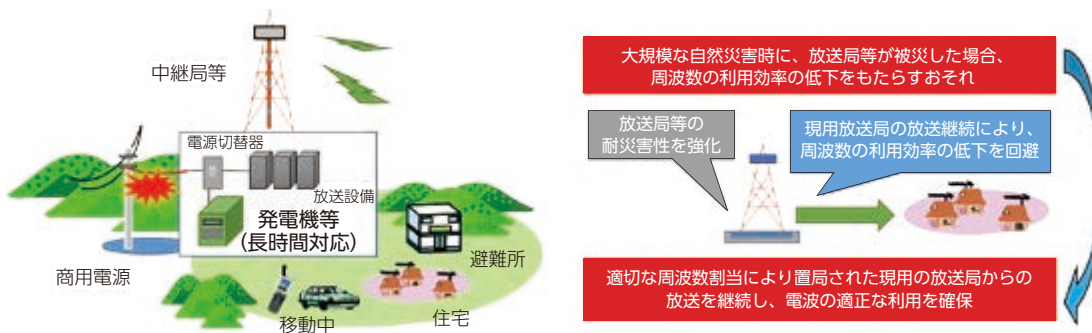 中継局等
電源切替器
放送設備
発電機等
(長時間対応)
商用電源
避難所
住宅
移動中
大規模な自然災害時に、放送局等が被災した場合、
周波数の利用効率の低下をもたらすおそれ
放送局等の
耐災害性を強化
現用放送局の放送継続により、
周波数の利用効率の低下を回避
適切な周波数割当により置局された現用の放送局からの
放送を継続し、電波の適正な利用を確保